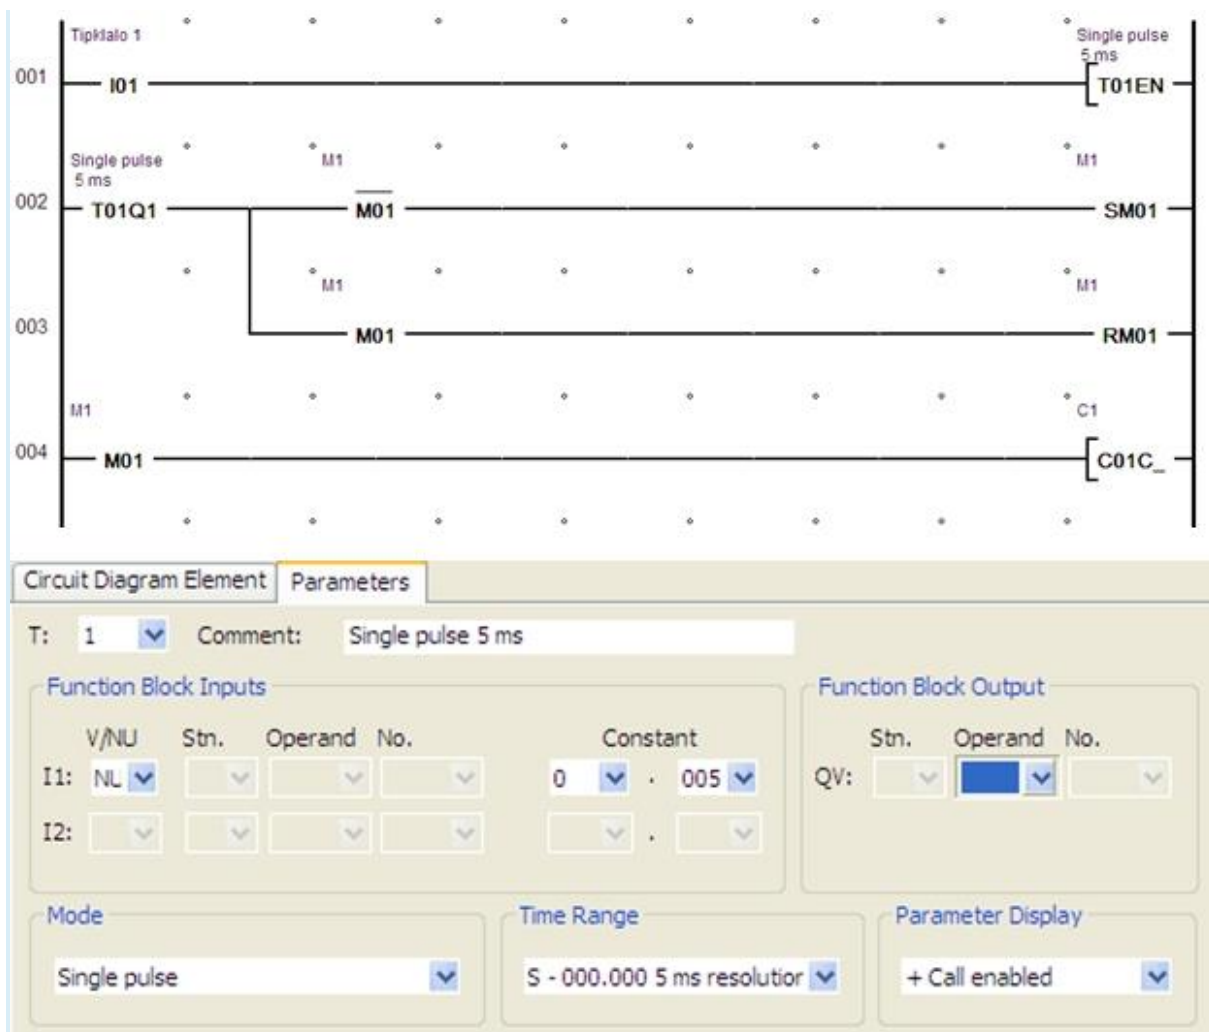 Tipklalo 1
Single pulse
5 ms
001 I01 T01EN
Single pulse
5 ms
M1
M1
002 T01Q1 M01 SM01
M1
M1
003 M01 RM01
M1
C1
004 M01 C01C_
Circuit Diagram Element Parameters
T: 1 Comment: Single pulse 5 ms
Function Block Inputs
Function Block Output
V/NU Stn. Operand No. Constant
Stn. Operand No.
I1: NU 0 . 005
QV:
I2: .
Mode
Time Range
Parameter Display
Single pulse
S - 000.000 5 ms resolution
+ Call enabled